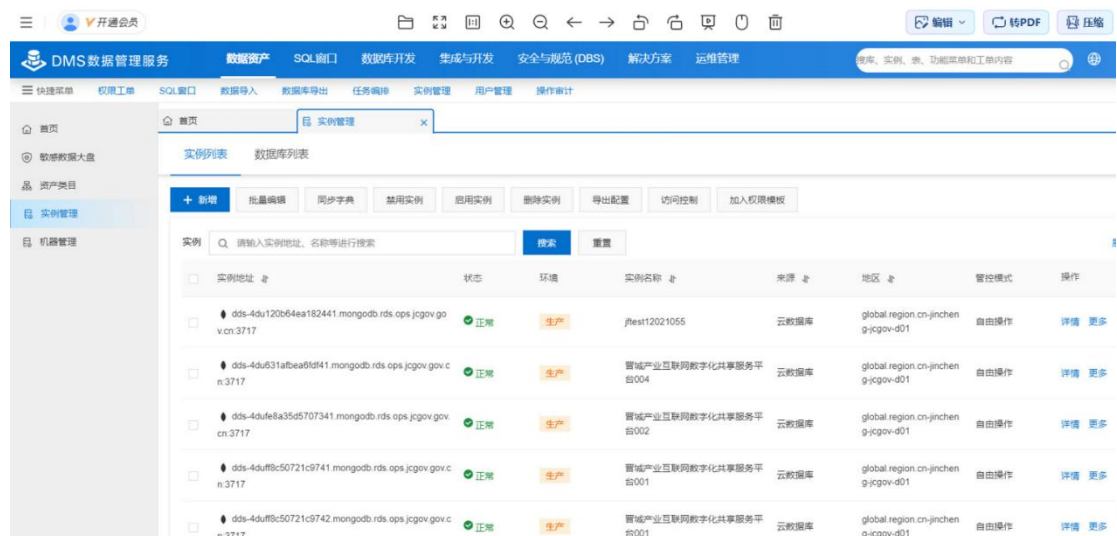 开通会员
1:1
编辑
转PDF
压缩
DMS数据管理服务
数据资产
SQL窗口
数据库开发
集成与开发
安全与规范 (DBS)
解决方案
运维管理
搜库、实例、表、功能菜单和工单内容
快捷菜单
权限工单
SQL窗口
数据导入
数据库导出
任务编排
实例管理
用户管理
操作审计
首页
敏感数据大盘
资产类目
实例管理
机器管理
首页
实例管理
实例列表
数据库列表
新增
批量编辑
同步字典
禁用实例
启用实例
删除实例
导出配置
访问控制
加入权限模板
实例
请输入实例地址、名称等进行搜索
搜索
重置
实例地址 状态 环境 实例名称 来源 地区 管控模式 操作
dds-4du120b64ea182441.mongodb.rds.ops.jcgov.go
v.cn:3717
正常
生产
jftest12021055
云数据库
global.region.cn-jinchen
g-jcgov-d01
自由操作
详情 更多
dds-4du631afbea6fdf41.mongodb.rds.ops.jcgov.gov.c
n:3717
正常
生产
晋城产业互联网数字化共享服务平
台004
云数据库
global.region.cn-jinchen
g-jcgov-d01
自由操作
详情 更多
dds-4dufe8a35d5707341.mongodb.rds.ops.jcgov.gov.
cn:3717
正常
生产
晋城产业互联网数字化共享服务平
台002
云数据库
global.region.cn-jinchen
g-jcgov-d01
自由操作
详情 更多
dds-4duff8c50721c9741.mongodb.rds.ops.jcgov.gov.c
n:3717
正常
生产
晋城产业互联网数字化共享服务平
台001
云数据库
global.region.cn-jinchen
g-jcgov-d01
自由操作
详情 更多
dds-4duff8c50721c9742.mongodb.rds.ops.jcgov.gov.c
n:3717
正常
生产
晋城产业互联网数字化共享服务平
台001
云数据库
global.region.cn-jinchen
g-jcgov-d01
自由操作
详情 更多